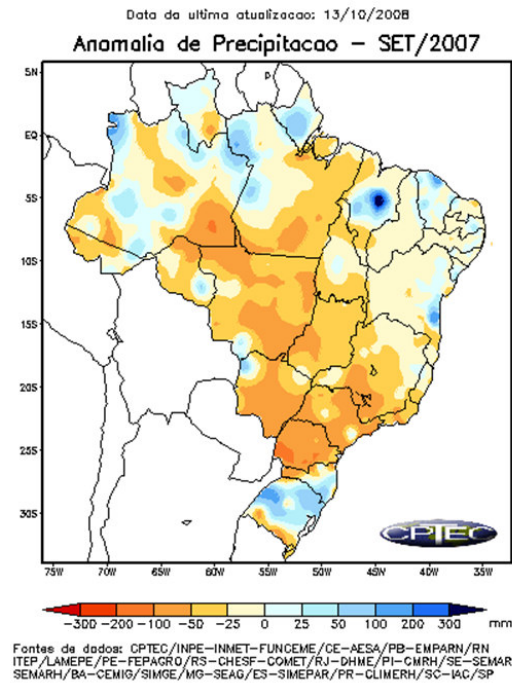 Data da ultima atualizacao: 13/10/2008
Anomalia de Precipitacao – SET/2007
5N
EQ
5S
10S
15S
20S
25S
30S
75W 70W 65W 60W 55W 50W 45W 40W 35W
CPTEC
-300 -200 -100 -50 -25 0 25 50 100 200 300 mm
Fontes de dados: CPTEC/INPE-INMET-FUNCEME/CE-AESA/PB-EMPARN/RN
ITEP/LAMEPE/PE-FEPAGRO/RS-CHESF-COMET/RJ-DHME/PI-CMRH/SE-SEMAR
SEMARH/BA-CEMIG/SIMGE/MG-SEAG/ES-SIMEPAR/PR-CLIMERH/SC-IAC/SP